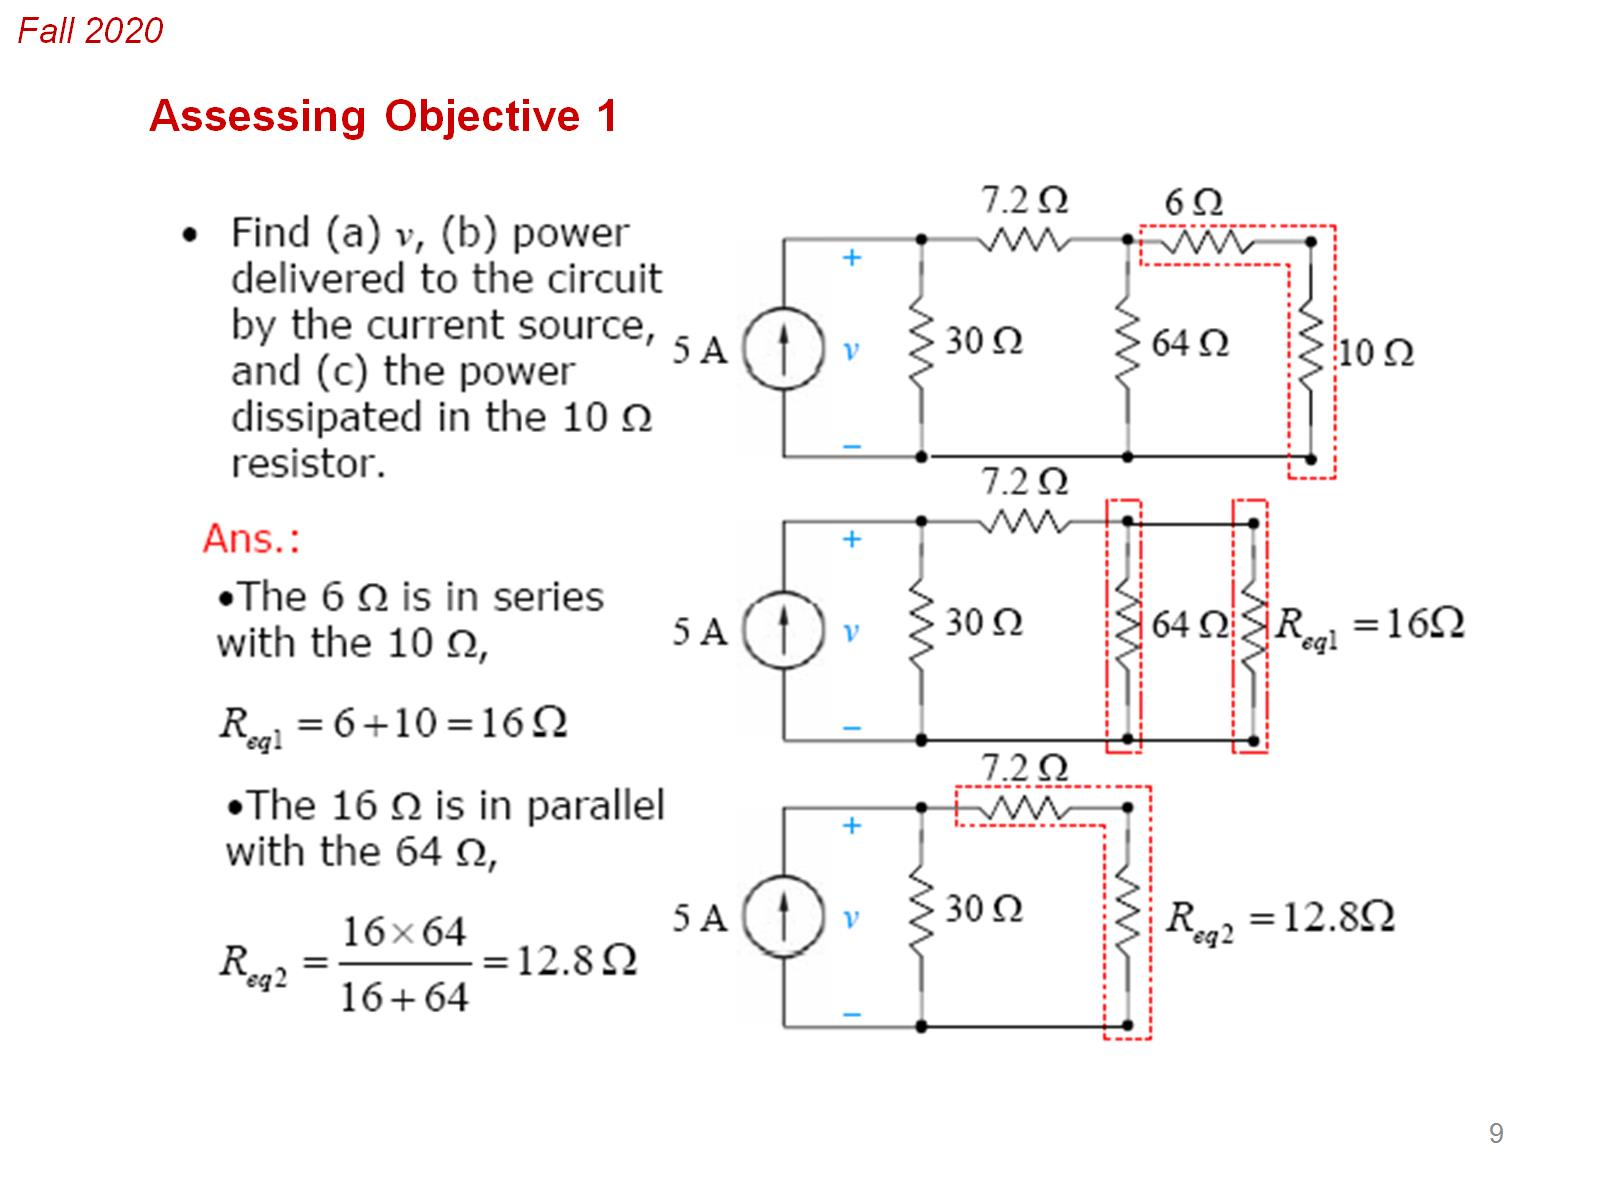 Fall 2020
Assessing Objective 1
• Find (a) v, (b) power
delivered to the circuit
by the current source,
and (c) the power
dissipated in the 10 Ω
resistor.
Ans.:
•The 6 Ω is in series
with the 10 Ω,
R_eq1 = 6+10 = 16 Ω
•The 16 Ω is in parallel
with the 64 Ω,
R_eq2 = (16×64)/(16+64) = 12.8 Ω
7.2 Ω
6 Ω
+
5 A
v
30 Ω
64 Ω
10 Ω
−
7.2 Ω
+
5 A
v
30 Ω
64 Ω
R_eq1 = 16Ω
−
7.2 Ω
+
5 A
v
30 Ω
R_eq2 = 12.8Ω
−
9